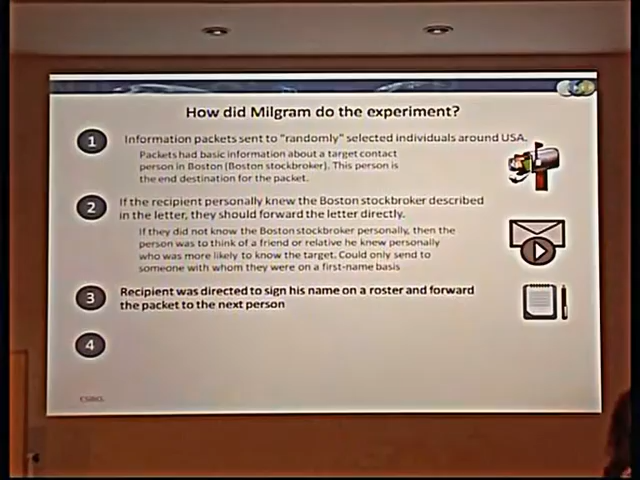 How did Milgram do the experiment?
1
Information packets sent to "randomly" selected individuals around USA.
Packets had basic information about a target contact
person in Boston (Boston stockbroker). This person is
the end destination for the packet.
2
If the recipient personally knew the Boston stockbroker described
in the letter, they should forward the letter directly.
If they did not know the Boston stockbroker personally, then the
person was to think of a friend or relative he knew personally
who was more likely to know the target. Could only send to
someone with whom they were on a first-name basis
3
Recipient was directed to sign his name on a roster and forward
the packet to the next person
4